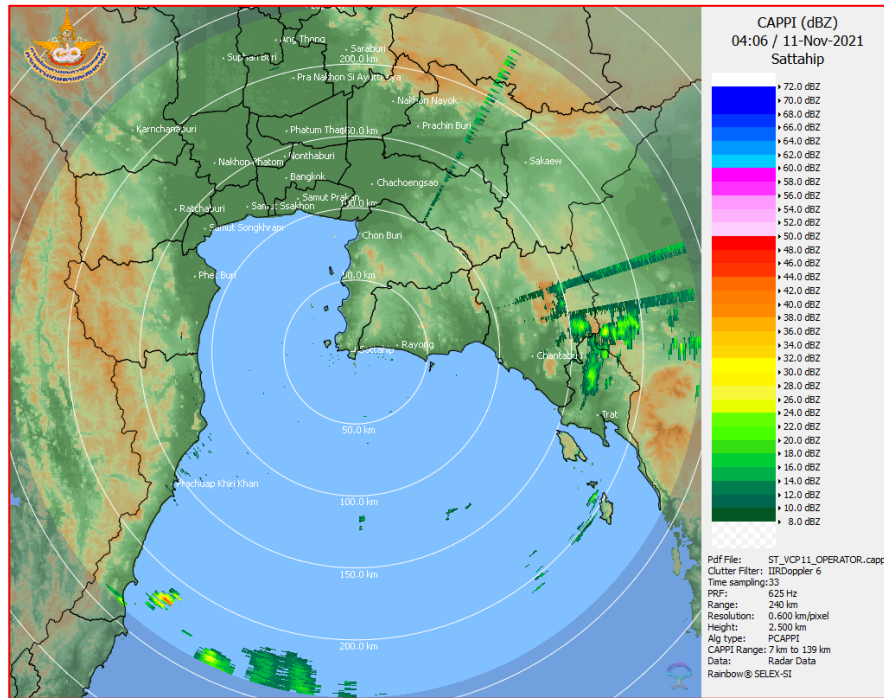 CAPPI (dBZ)
04:06 / 11-Nov-2021
Sattahip
72.0 dBZ
70.0 dBZ
68.0 dBZ
66.0 dBZ
64.0 dBZ
62.0 dBZ
60.0 dBZ
58.0 dBZ
56.0 dBZ
54.0 dBZ
52.0 dBZ
50.0 dBZ
48.0 dBZ
46.0 dBZ
44.0 dBZ
42.0 dBZ
40.0 dBZ
38.0 dBZ
36.0 dBZ
34.0 dBZ
32.0 dBZ
30.0 dBZ
28.0 dBZ
26.0 dBZ
24.0 dBZ
22.0 dBZ
20.0 dBZ
18.0 dBZ
16.0 dBZ
14.0 dBZ
12.0 dBZ
10.0 dBZ
8.0 dBZ
Pdf File: ST_VCP11_OPERATOR.capp
Clutter Filter: IIRDoppler 6
Time sampling:33
PRF: 625 Hz
Range: 240 km
Resolution: 0.600 km/pixel
Height: 2.500 km
Alg type: PCAPPI
CAPPI Range: 7 km to 139 km
Data: Radar Data
Rainbow® SELEX-SI
Ang Thong
Saraburi
Suphan Buri
200.0 km
Pra Nakhon Si Ayutthaya
Nakhon Nayok
Karnchanaburi
Phatum Thani
Prachin Buri
Nonthaburi
Nakhon Phatom
Sakaew
Bangkok
Chachoengsao
Samut Prakan
Ratchaburi
Samut Ssakhon
100.0 km
Samut Songkhram
Chon Buri
Phet Buri
50.0 km
Sattahip
Rayong
Chantaburi
Trat
50.0 km
Prachuap Khiri Khan
100.0 km
150.0 km
200.0 km